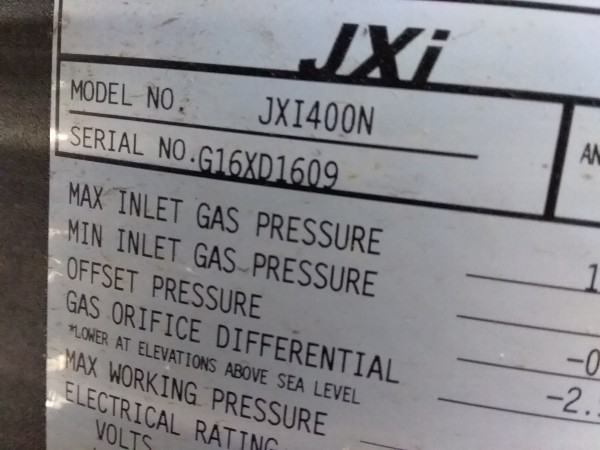 JXi
MODEL NO. JXI400N
SERIAL NO. G16XD1609
MAX INLET GAS PRESSURE
MIN INLET GAS PRESSURE
OFFSET PRESSURE
GAS ORIFICE DIFFERENTIAL
*LOWER AT ELEVATIONS ABOVE SEA LEVEL
MAX WORKING PRESSURE
ELECTRICAL RATING
VOLTS